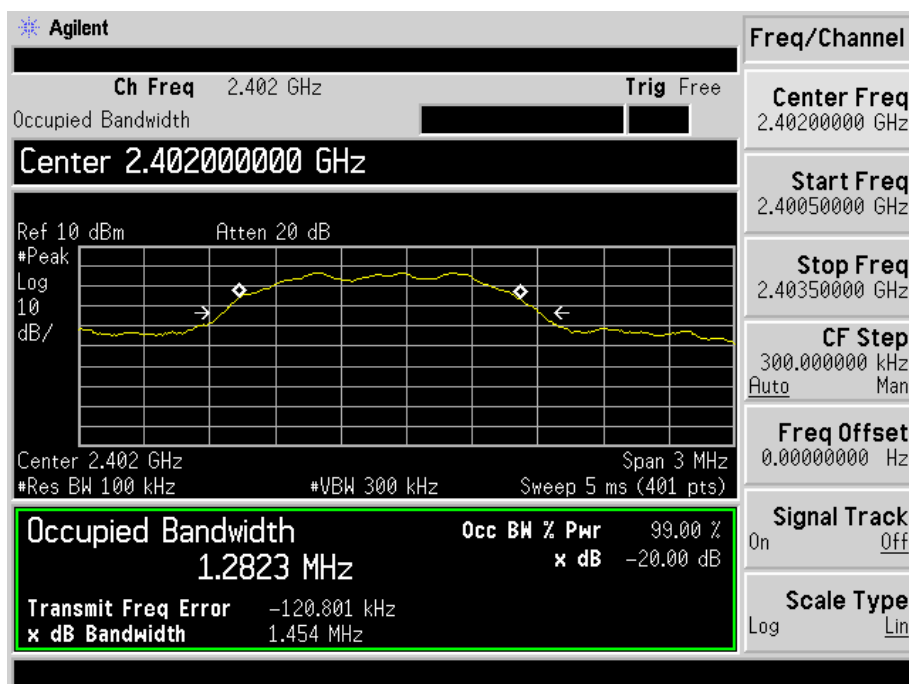 Agilent
Freq/Channel
Ch Freq 2.402 GHz Trig Free
Occupied Bandwidth
Center 2.402000000 GHz
Ref 10 dBm Atten 20 dB
#Peak
Log
10
dB/
Center 2.402 GHz Span 3 MHz
#Res BW 100 kHz #VBW 300 kHz Sweep 5 ms (401 pts)
Occupied Bandwidth Occ BW % Pwr 99.00 %
1.2823 MHz x dB -20.00 dB
Transmit Freq Error -120.801 kHz
x dB Bandwidth 1.454 MHz
Center Freq
2.40200000 GHz
Start Freq
2.40050000 GHz
Stop Freq
2.40350000 GHz
CF Step
300.000000 kHz
Auto Man
Freq Offset
0.00000000 Hz
Signal Track
On Off
Scale Type
Log Lin